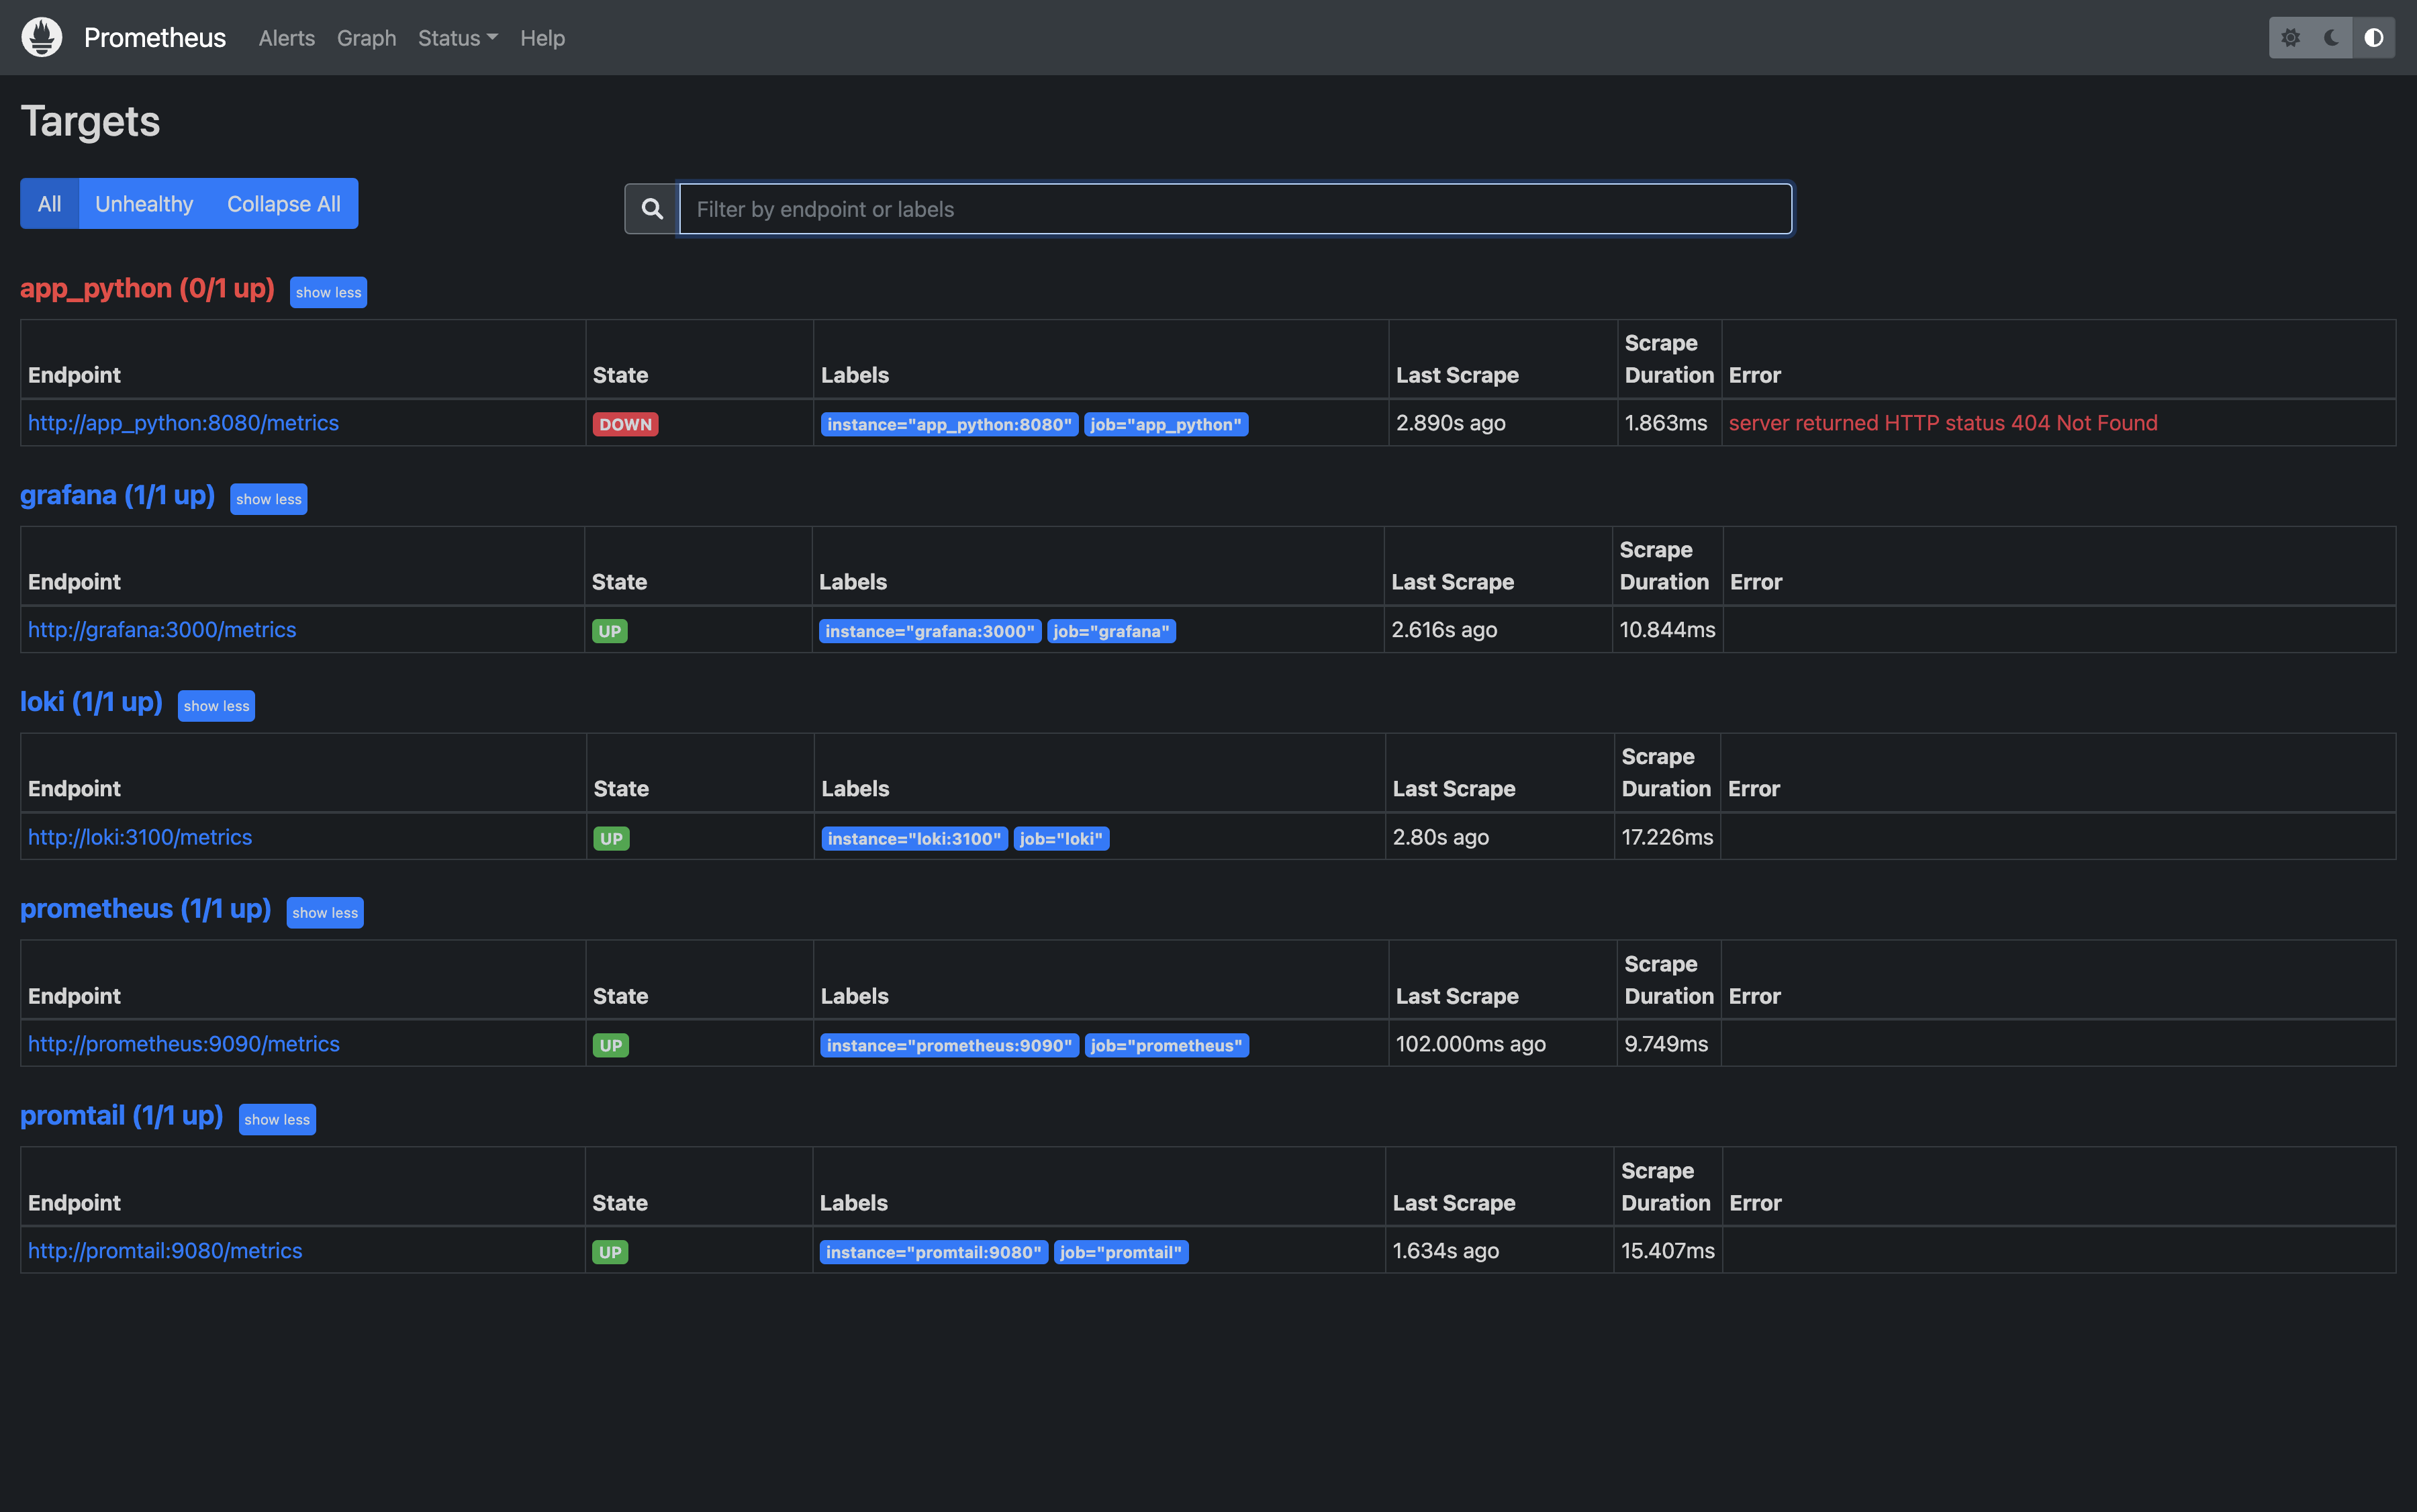 Prometheus Alerts Graph Status Help
Targets
All Unhealthy Collapse All
Filter by endpoint or labels
app_python (0/1 up) show less
Endpoint State Labels Last Scrape Scrape Duration Error
http://app_python:8080/metrics DOWN instance="app_python:8080" job="app_python" 2.890s ago 1.863ms server returned HTTP status 404 Not Found
grafana (1/1 up) show less
Endpoint State Labels Last Scrape Scrape Duration Error
http://grafana:3000/metrics UP instance="grafana:3000" job="grafana" 2.616s ago 10.844ms
loki (1/1 up) show less
Endpoint State Labels Last Scrape Scrape Duration Error
http://loki:3100/metrics UP instance="loki:3100" job="loki" 2.80s ago 17.226ms
prometheus (1/1 up) show less
Endpoint State Labels Last Scrape Scrape Duration Error
http://prometheus:9090/metrics UP instance="prometheus:9090" job="prometheus" 102.000ms ago 9.749ms
promtail (1/1 up) show less
Endpoint State Labels Last Scrape Scrape Duration Error
http://promtail:9080/metrics UP instance="promtail:9080" job="promtail" 1.634s ago 15.407ms